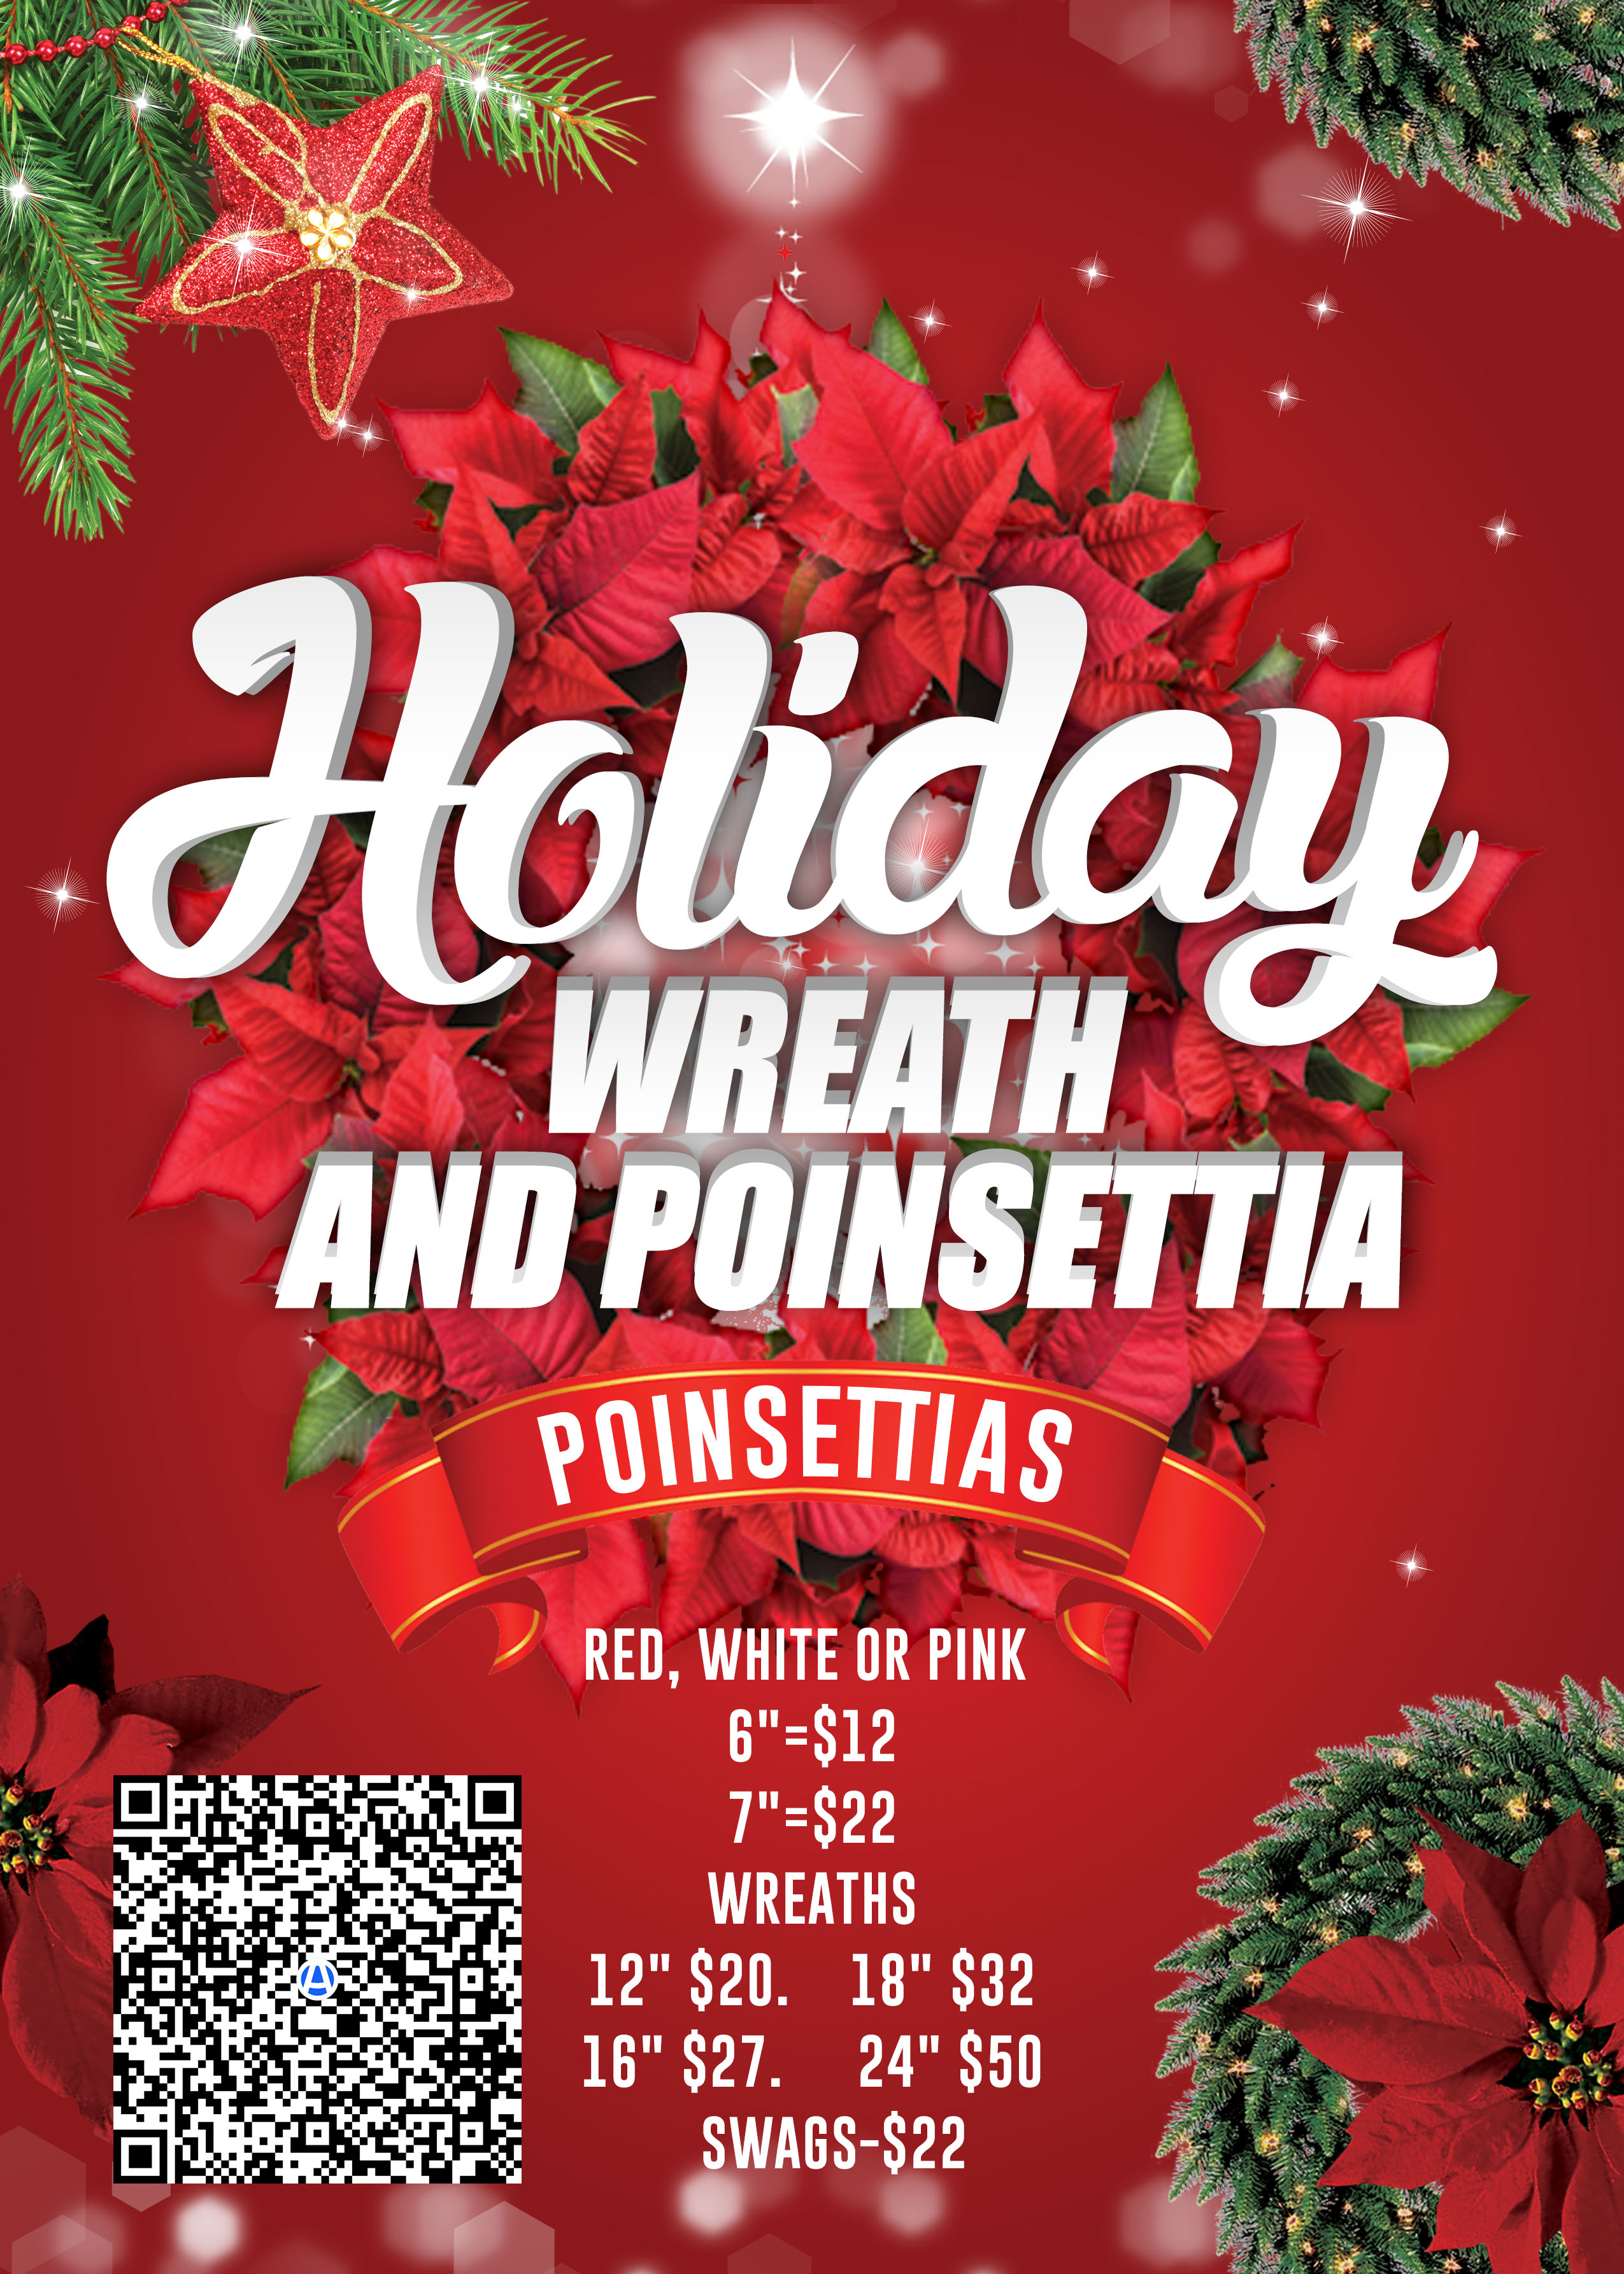 Holiday
WREATH
AND POINSETTIA
POINSETTIAS
RED, WHITE OR PINK
6"=$12
7"=$22
WREATHS
12" $20. 18" $32
16" $27. 24" $50
SWAGS-$22